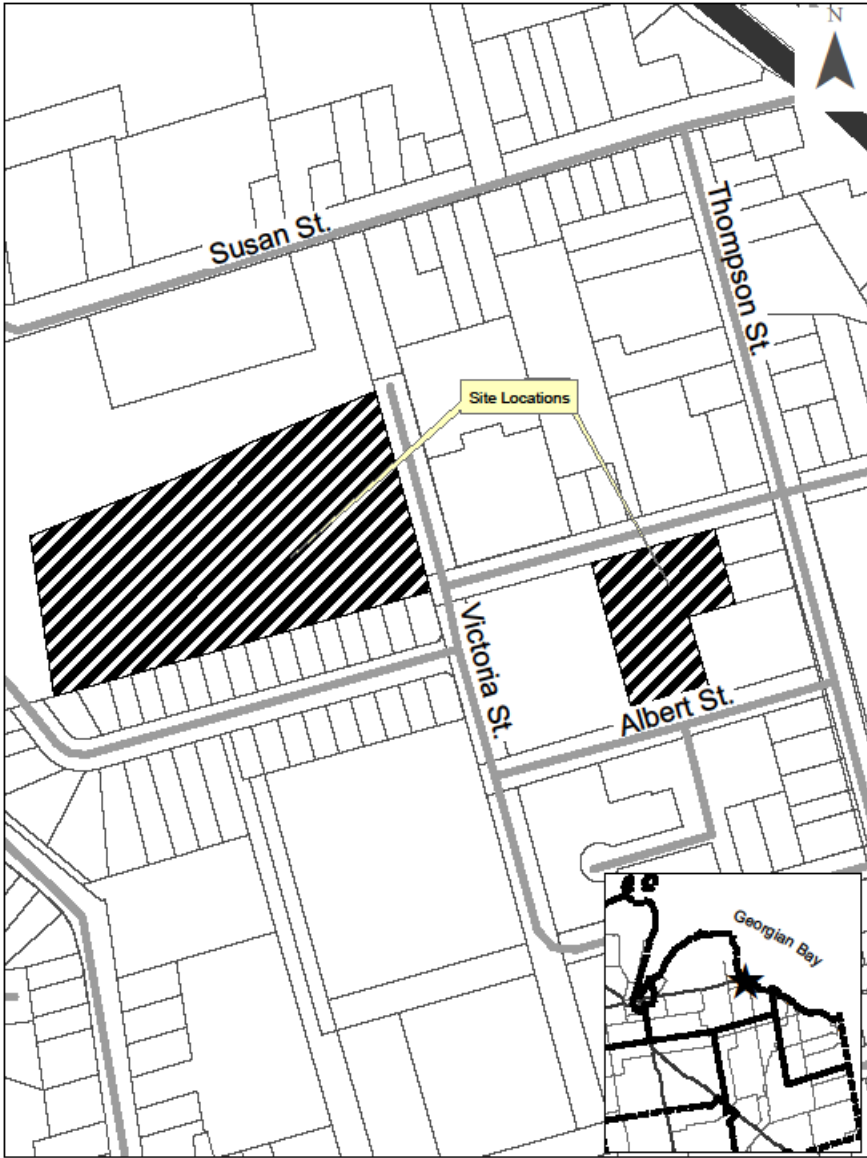 N
Susan St.
Thompson St.
Site Locations
Victoria St.
Albert St.
Georgian Bay